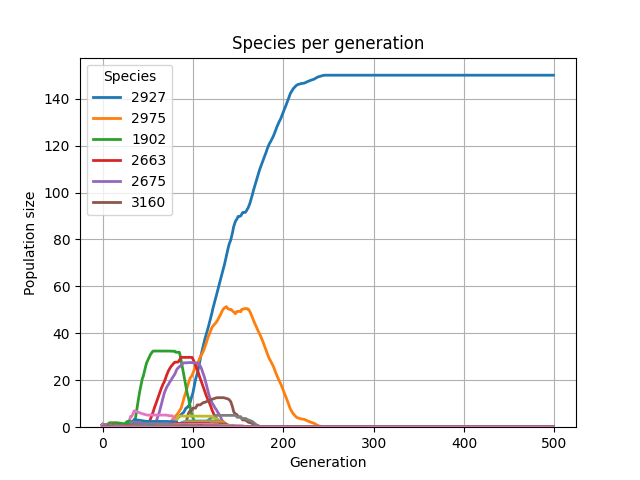 Species per generation
Species
2927
2975
1902
2663
2675
3160
Population size
140
120
100
80
60
40
20
0
0 100 200 300 400 500
Generation